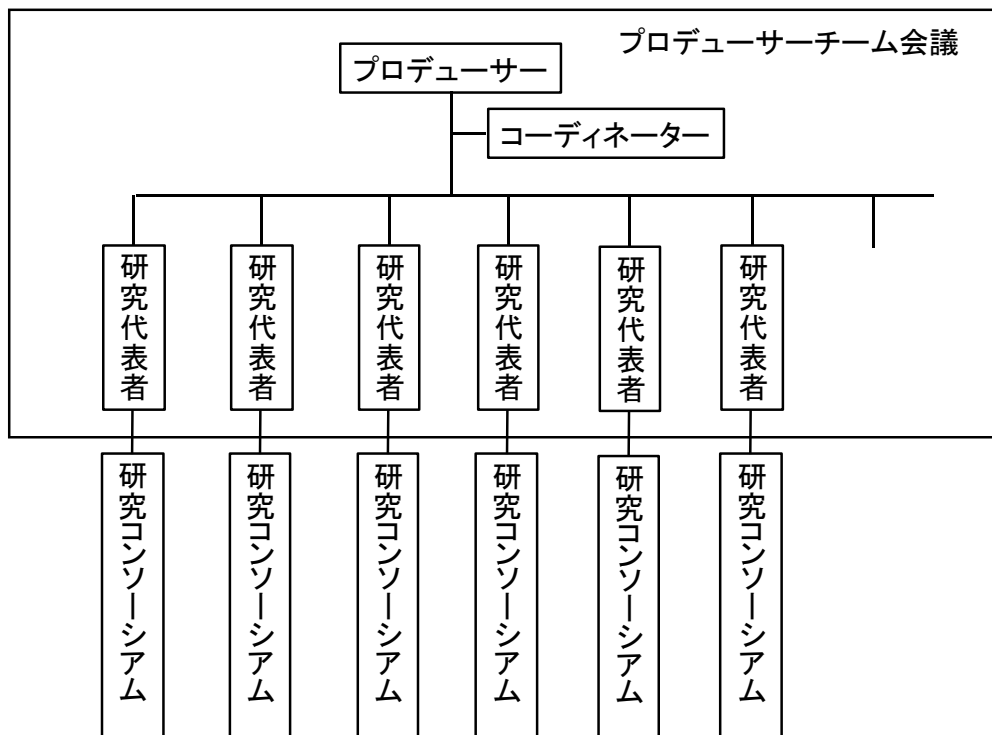 プロデューサーチーム会議
プロデューサー
コーディネーター
研究代表者
研究代表者
研究代表者
研究代表者
研究代表者
研究代表者
研究コンソーシアム
研究コンソーシアム
研究コンソーシアム
研究コンソーシアム
研究コンソーシアム
研究コンソーシアム